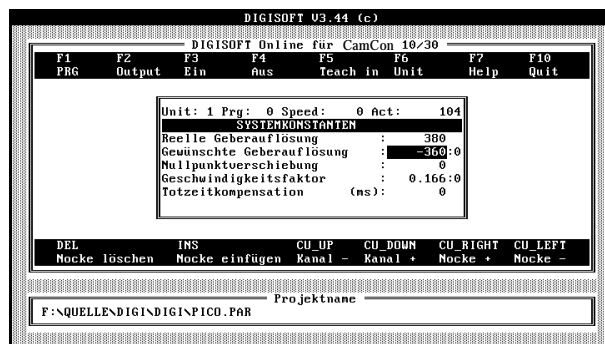 DIGISOFT V3.44 (c)
DIGISOFT Online für CamCon 10/30
F1 F2 F3 F4 F5 F6 F7 F10
PRG Output Ein Aus Teach in Unit Help Quit
Unit: 1 Prg: 0 Speed: 0 Act: 104
SYSTEMKONSTANTEN
Reelle Geberauflösung : 380
Gewünschte Geberauflösung : -360:0
Nullpunktverschiebung : 0
Geschwindigkeitsfaktor : 0.166:0
Totzeitkompensation (ms): 0
DEL INS CU_UP CU_DOWN CU_RIGHT CU_LEFT
Nocke löschen Nocke einfügen Kanal - Kanal + Nocke + Nocke -
Projektname
F:\QUELLE\DIGI\DIGI\PICO.PAR